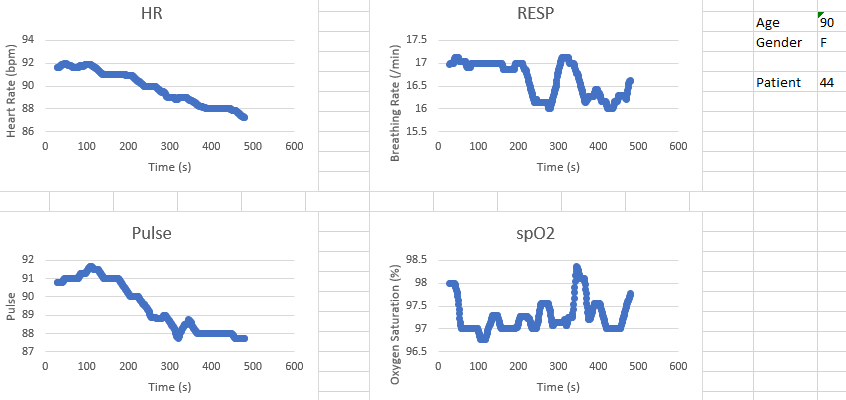 HR
Heart Rate (bpm)
94
92
90
88
86
0 100 200 300 400 500 600
Time (s)
RESP
Breathing Rate (/min)
17.5
17
16.5
16
15.5
0 100 200 300 400 500 600
Time (s)
Age 90
Gender F
Patient 44
Pulse
Pulse
92
91
90
89
88
87
0 100 200 300 400 500 600
Time (s)
spO2
Oxygen Saturation (%)
98.5
98
97.5
97
96.5
0 100 200 300 400 500 600
Time (s)